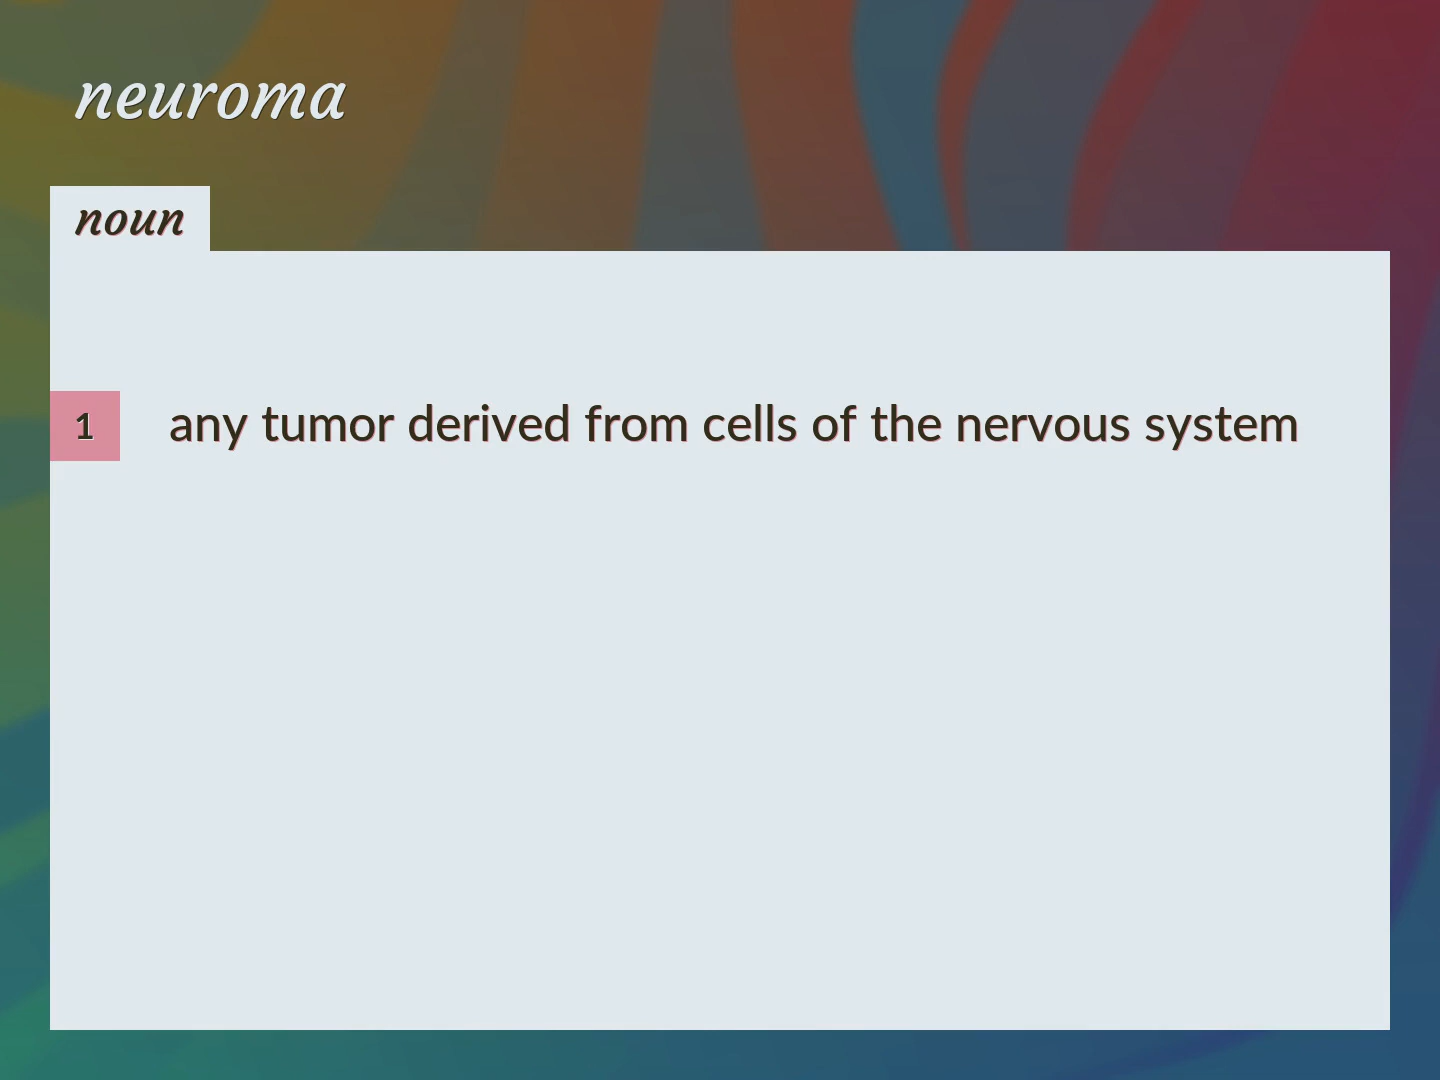 neuroma
noun
1 any tumor derived from cells of the nervous system